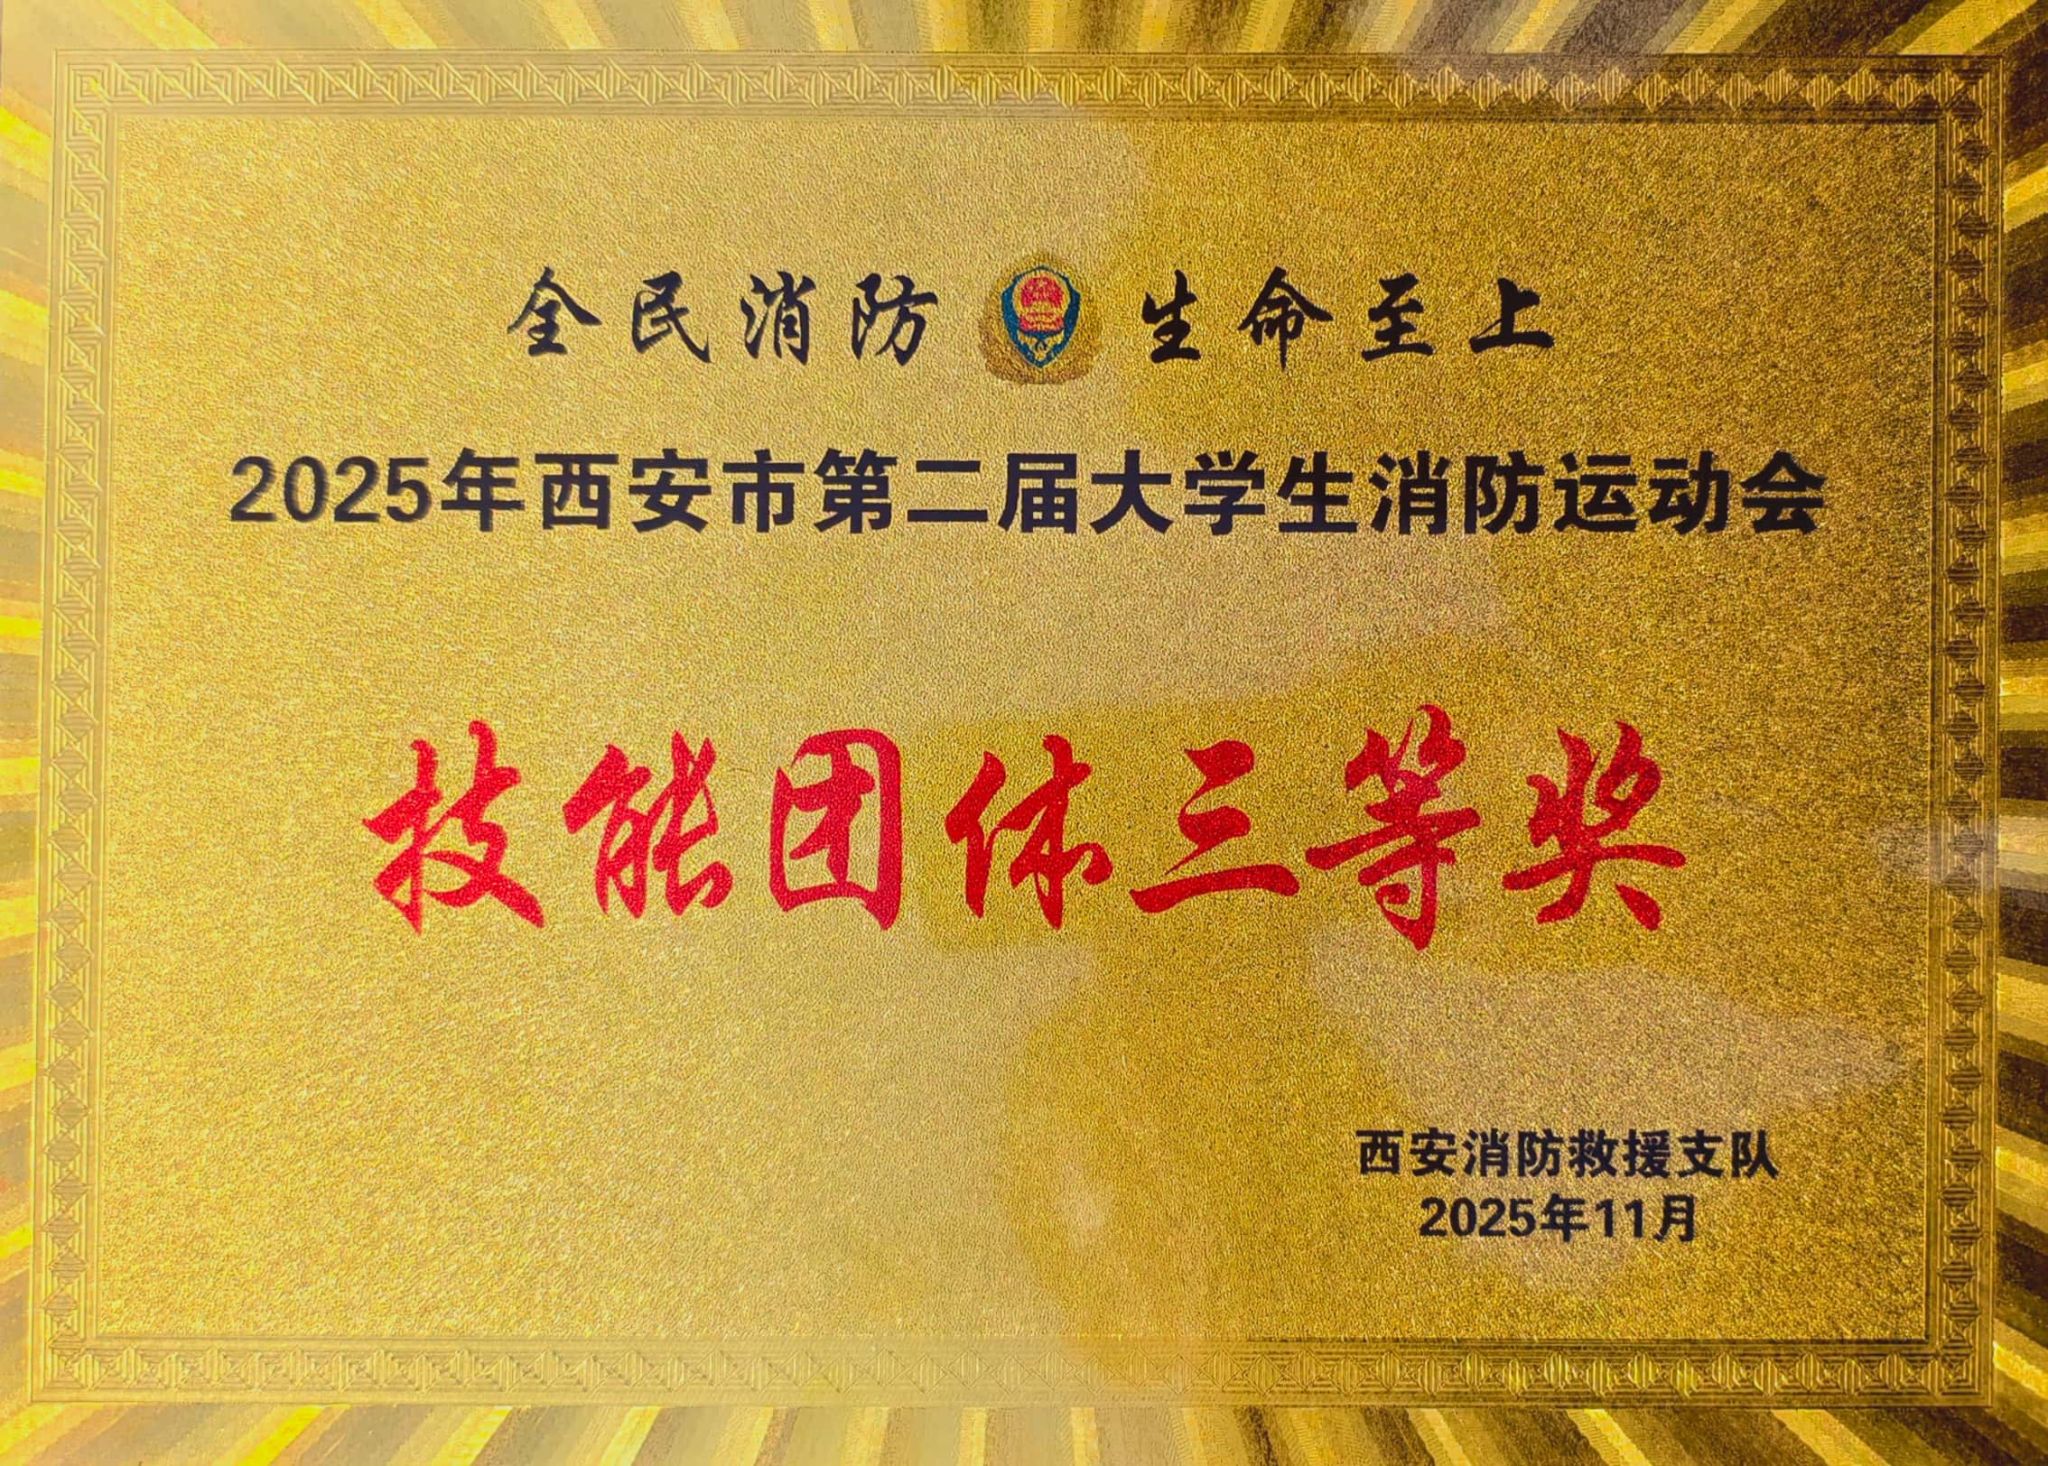 全民消防 生命至上
2025年西安市第二届大学生消防运动会
技能团体三等奖
西安消防救援支队
2025年11月